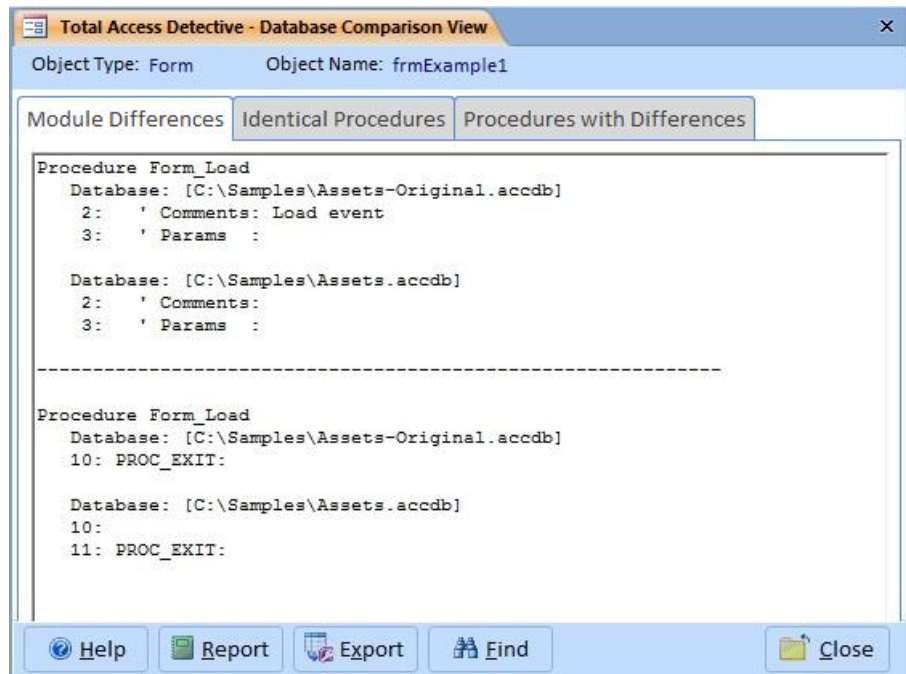 Total Access Detective - Database Comparison View
Object Type: Form Object Name: frmExample1
Module Differences Identical Procedures Procedures with Differences
Procedure Form_Load
Database: [C:\Samples\Assets-Original.accdb]
2: ' Comments: Load event
3: ' Params :
Database: [C:\Samples\Assets.accdb]
2: ' Comments:
3: ' Params :
-------------------------------------------------------------
Procedure Form_Load
Database: [C:\Samples\Assets-Original.accdb]
10: PROC_EXIT:
Database: [C:\Samples\Assets.accdb]
10:
11: PROC_EXIT:
Help Report Export Find Close